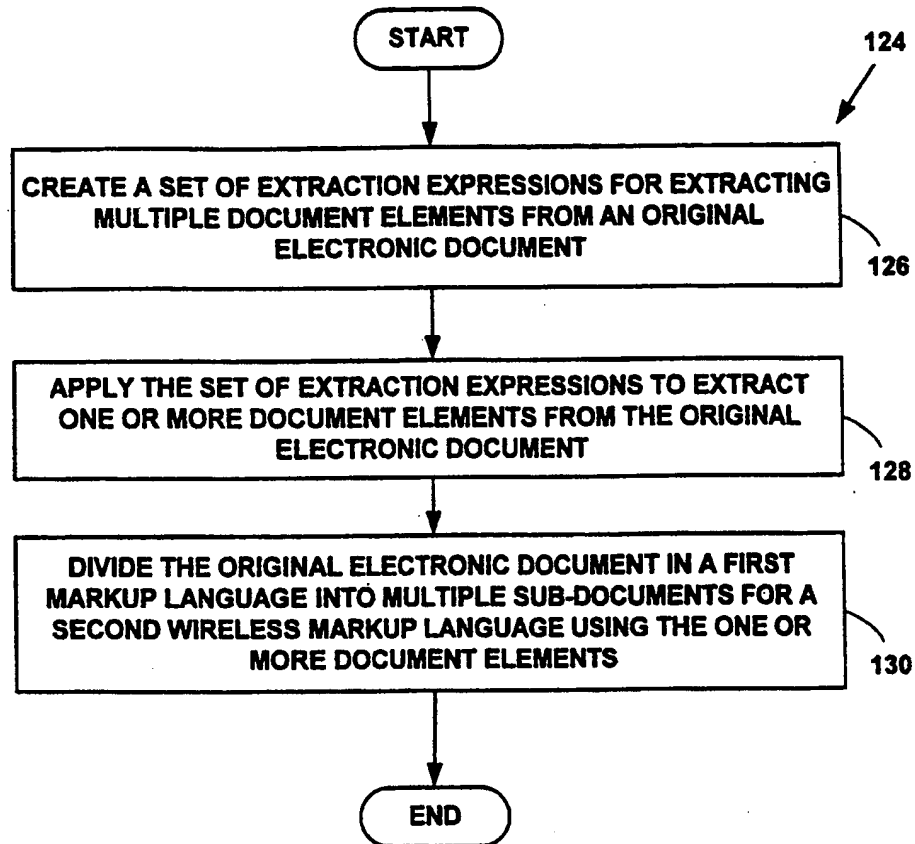 START
124
CREATE A SET OF EXTRACTION EXPRESSIONS FOR EXTRACTING
MULTIPLE DOCUMENT ELEMENTS FROM AN ORIGINAL
ELECTRONIC DOCUMENT
126
APPLY THE SET OF EXTRACTION EXPRESSIONS TO EXTRACT
ONE OR MORE DOCUMENT ELEMENTS FROM THE ORIGINAL
ELECTRONIC DOCUMENT
128
DIVIDE THE ORIGINAL ELECTRONIC DOCUMENT IN A FIRST
MARKUP LANGUAGE INTO MULTIPLE SUB-DOCUMENTS FOR A
SECOND WIRELESS MARKUP LANGUAGE USING THE ONE OR
MORE DOCUMENT ELEMENTS
130
END